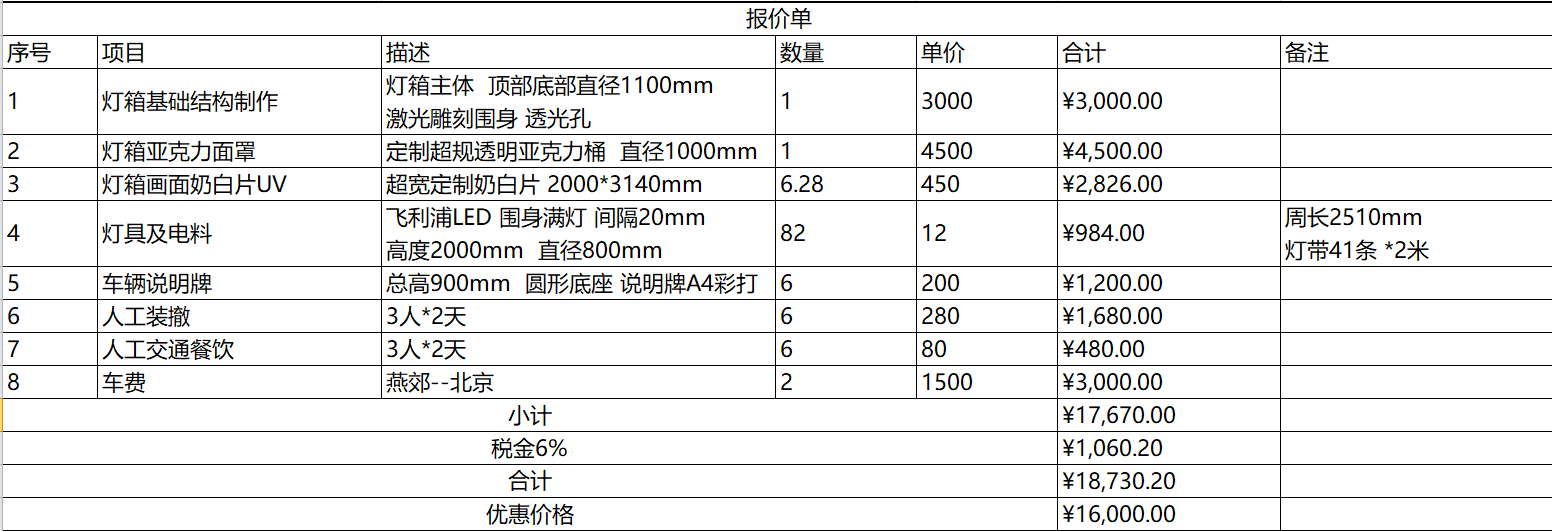 报价单
序号 项目 描述 数量 单价 合计 备注
1 灯箱基础结构制作 灯箱主体 顶部底部直径1100mm 1 3000 ¥3,000.00
激光雕刻围身 透光孔
2 灯箱亚克力面罩 定制超规透明亚克力桶 直径1000mm 1 4500 ¥4,500.00
3 灯箱画面奶白片UV 超宽定制奶白片 2000*3140mm 6.28 450 ¥2,826.00
4 灯具及电料 飞利浦LED 围身满灯 间隔20mm 82 12 ¥984.00 周长2510mm
高度2000mm 直径800mm 灯带41条 *2米
5 车辆说明牌 总高900mm 圆形底座 说明牌A4彩打 6 200 ¥1,200.00
6 人工装撤 3人*2天 6 280 ¥1,680.00
7 人工交通餐饮 3人*2天 6 80 ¥480.00
8 车费 燕郊--北京 2 1500 ¥3,000.00
小计 ¥17,670.00
税金6% ¥1,060.20
合计 ¥18,730.20
优惠价格 ¥16,000.00